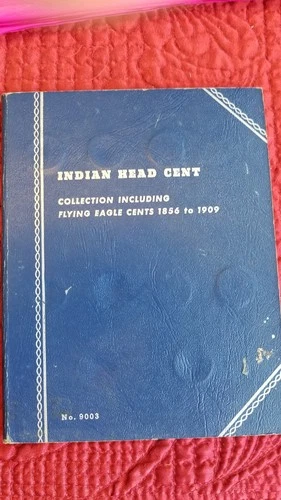 INDIAN HEAD CENT
COLLECTION INCLUDING
FLYING EAGLE CENTS 1856 to 1909
No. 9003